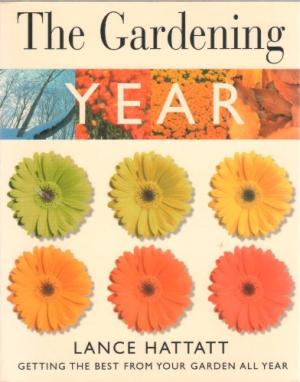 The Gardening
YEAR
LANCE HATTATT
GETTING THE BEST FROM YOUR GARDEN ALL YEAR